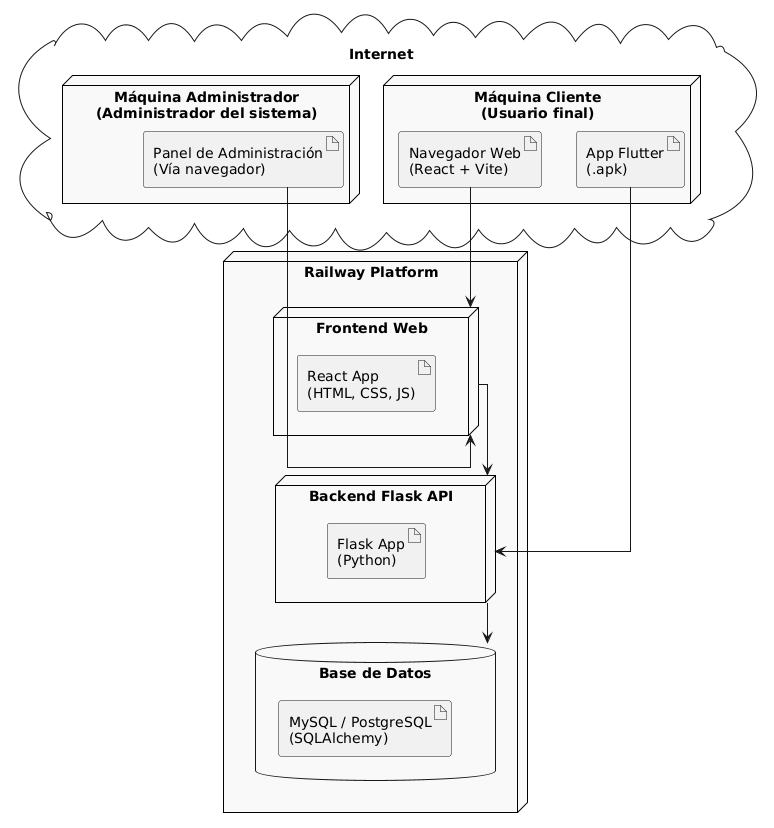 Internet
Máquina Administrador
(Administrador del sistema)
Panel de Administración
(Vía navegador)
Máquina Cliente
(Usuario final)
Navegador Web
(React + Vite)
App Flutter
(.apk)
Railway Platform
Frontend Web
React App
(HTML, CSS, JS)
Backend Flask API
Flask App
(Python)
Base de Datos
MySQL / PostgreSQL
(SQLAlchemy)